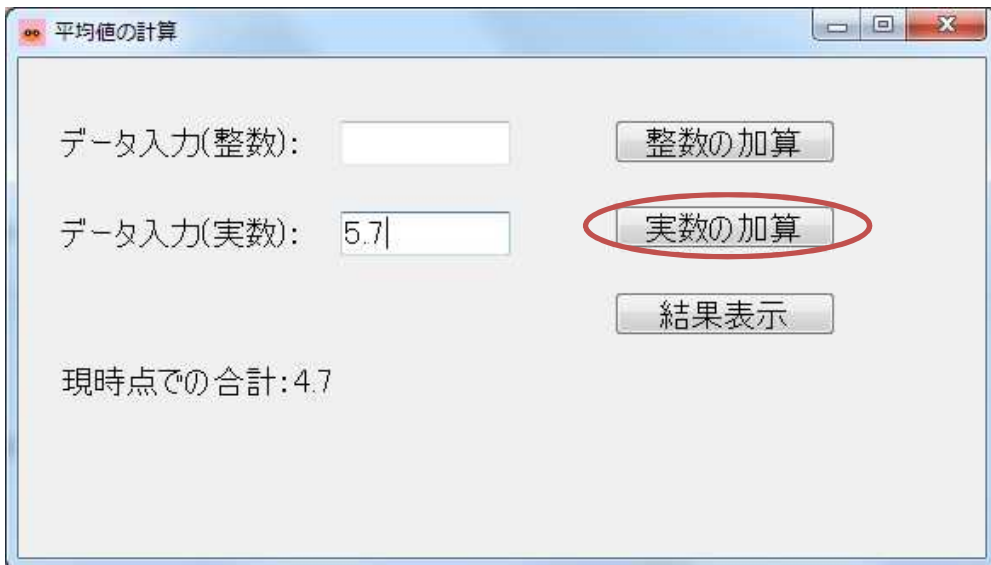 平均値の計算
データ入力(整数):
整数の加算
データ入力(実数):
5.7
実数の加算
結果表示
現時点での合計:4.7